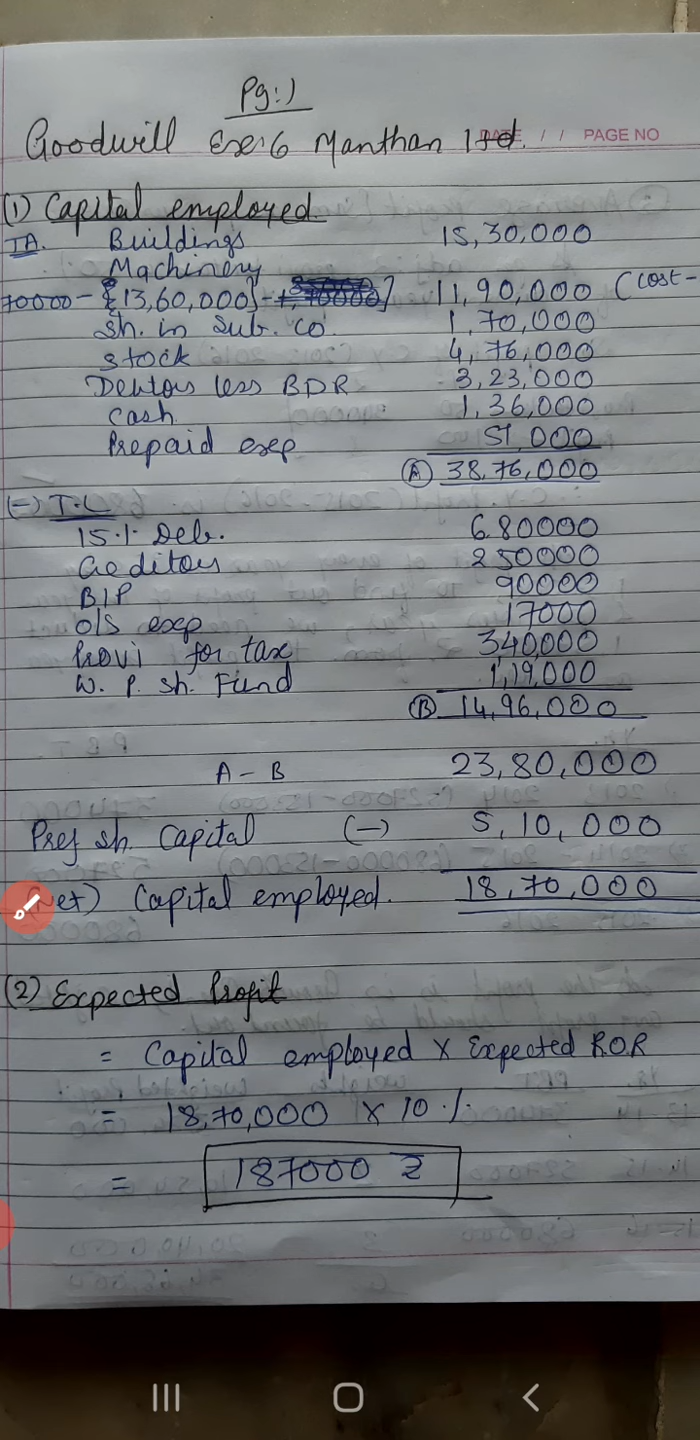 Pg:)
Goodwill Exe:6 Manthan Ltd. / / PAGE NO
(1) Capital employed.
TA. Buildings 15,30,000
Machinery
70000 - [13,60,000] - ] 11,90,000 (Cost-
sh. in Sub. co. 1,70,000
stock 4,76,000
Debtors less BDR 3,23,000
cash 1,36,000
Prepaid exp 51,000
(A) 38,76,000
(-) T.L
15.1. Deb. 680000
Creditors 250000
B/P 90000
O/S exep 17000
Provi for tax 340,000
W. P. Sh. Fund 1,19,000
(B) 14,96,000
A - B 23,80,000
Pref sh. Capital (-) 5,10,000
(Net) Capital employed. 18,70,000
(2) Expected Profit
= Capital employed x Expected R.O.R
= 18,70,000 x 10 %
= 187000 ₹